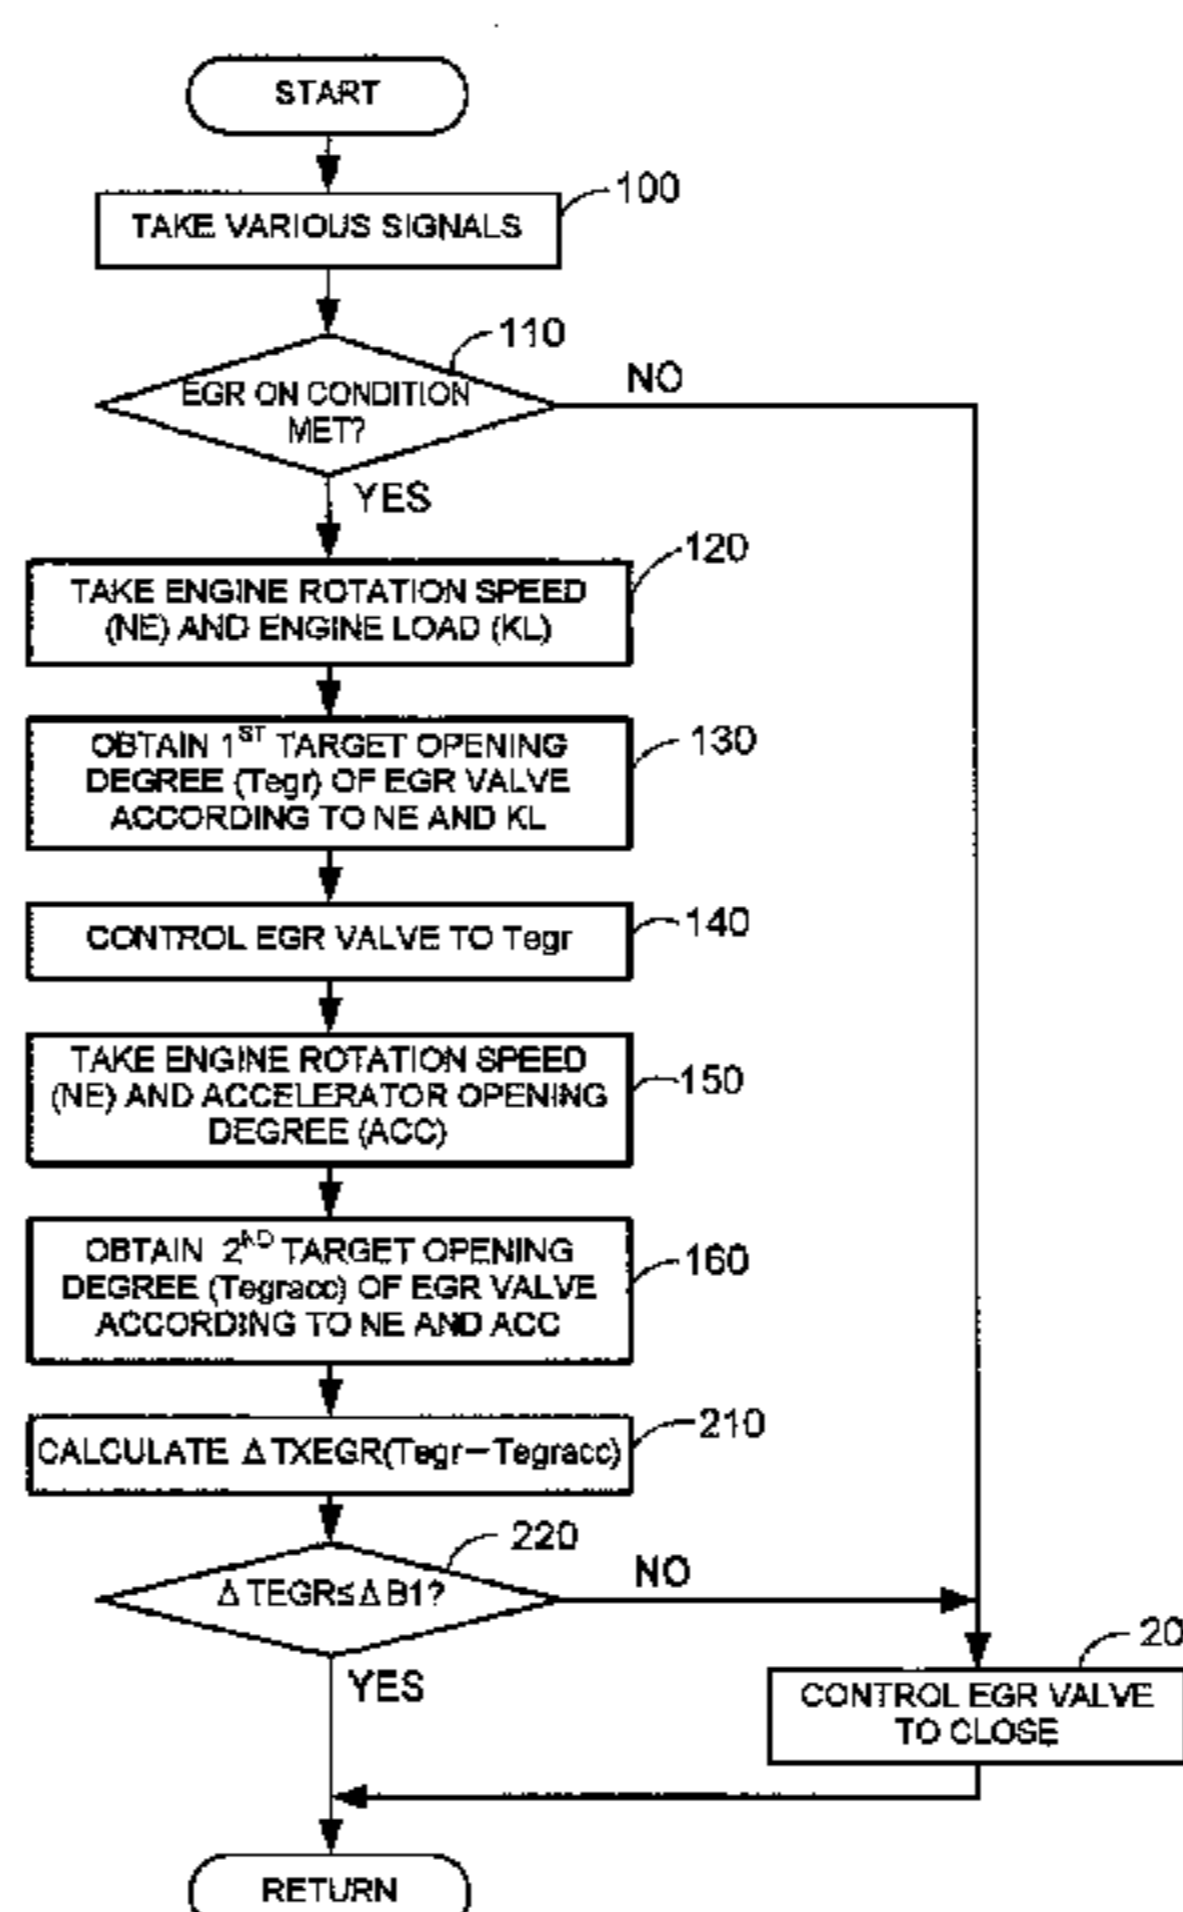 START
TAKE VARIOUS SIGNALS
100
EGR ON CONDITION
MET?
110
NO
YES
TAKE ENGINE ROTATION SPEED
(NE) AND ENGINE LOAD (KL)
120
OBTAIN 1ST TARGET OPENING
DEGREE (Tegr) OF EGR VALVE
ACCORDING TO NE AND KL
130
CONTROL EGR VALVE TO Tegr
140
TAKE ENGINE ROTATION SPEED
(NE) AND ACCELERATOR OPENING
DEGREE (ACC)
150
OBTAIN 2ND TARGET OPENING
DEGREE (Tegracc) OF EGR VALVE
ACCORDING TO NE AND ACC
160
CALCULATE ΔTXEGR(Tegr−Tegracc)
210
ΔTEGR≤ΔB1?
220
NO
YES
20
CONTROL EGR VALVE
TO CLOSE
RETURN